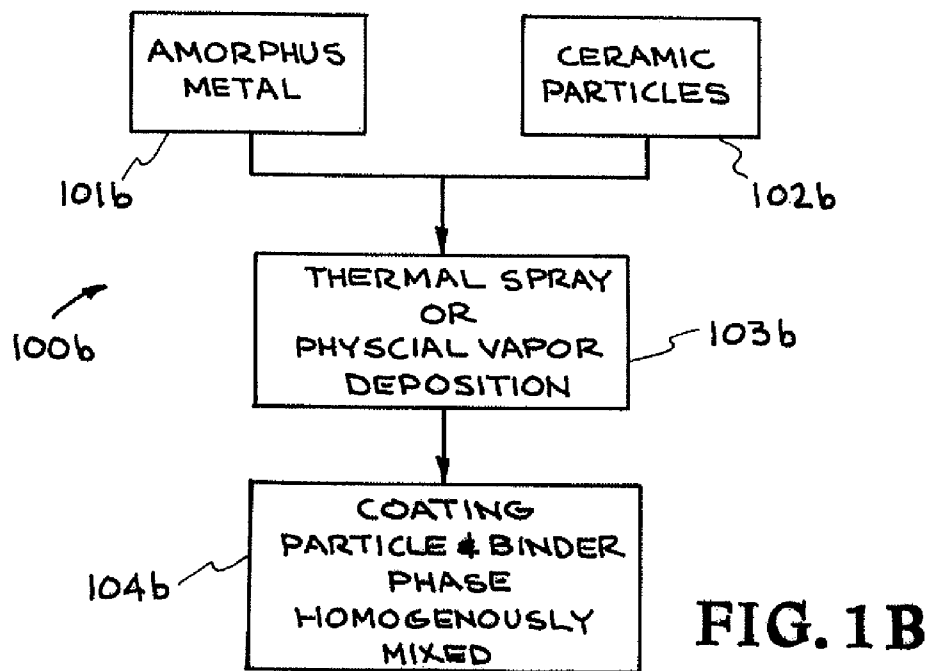 AMORPHUS
METAL
CERAMIC
PARTICLES
101b
102b
THERMAL SPRAY
OR
PHYSCIAL VAPOR
DEPOSITION
100b
103b
COATING
PARTICLE & BINDER
PHASE
HOMOGENOUSLY
MIXED
104b
FIG. 1B